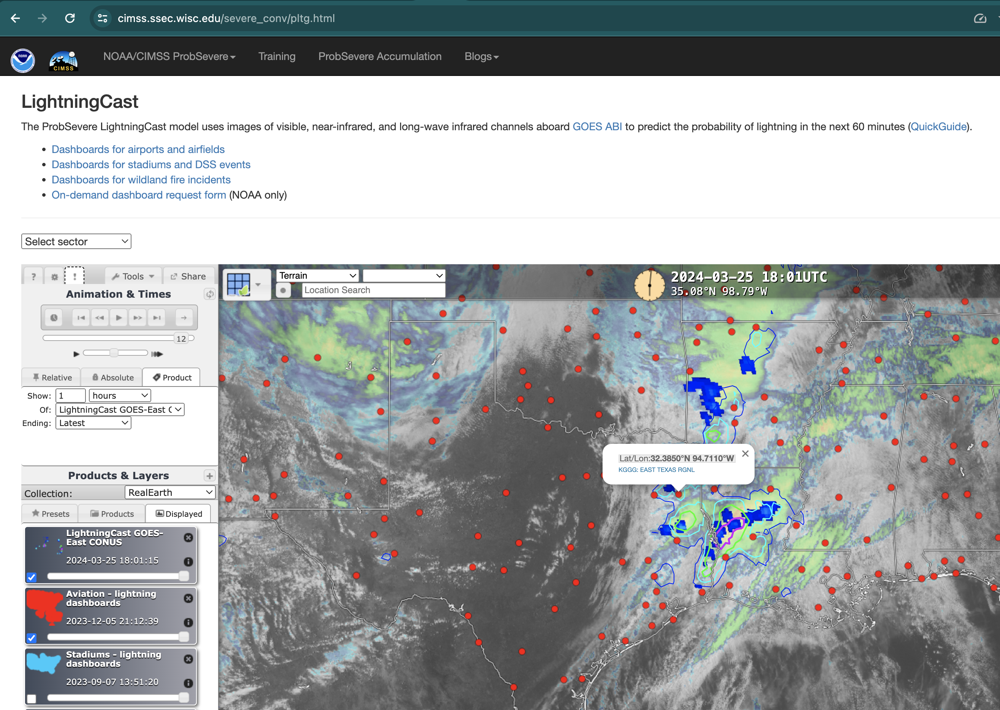 cimss.ssec.wisc.edu/severe_conv/pltg.html
NOAA
CIMSS
NOAA/CIMSS ProbSevere
Training
ProbSevere Accumulation
Blogs
LightningCast
The ProbSevere LightningCast model uses images of visible, near-infrared, and long-wave infrared channels aboard GOES ABI to predict the probability of lightning in the next 60 minutes (QuickGuide).
• Dashboards for airports and airfields
• Dashboards for stadiums and DSS events
• Dashboards for wildland fire incidents
• On-demand dashboard request form (NOAA only)
Select sector
? ! Tools Share
Animation & Times
12
Relative Absolute Product
Show: 1 hours
Of: LightningCast GOES-East C
Ending: Latest
Products & Layers
Collection: RealEarth
Presets Products Displayed
LightningCast GOES-
East CONUS
2024-03-25 18:01:15
Aviation - lightning
dashboards
2023-12-05 21:12:39
Stadiums - lightning
dashboards
2023-09-07 13:51:20
Terrain
Location Search
2024-03-25 18:01UTC
35.08°N 98.79°W
Lat/Lon:32.3850°N 94.7110°W
KGGG: EAST TEXAS RGNL